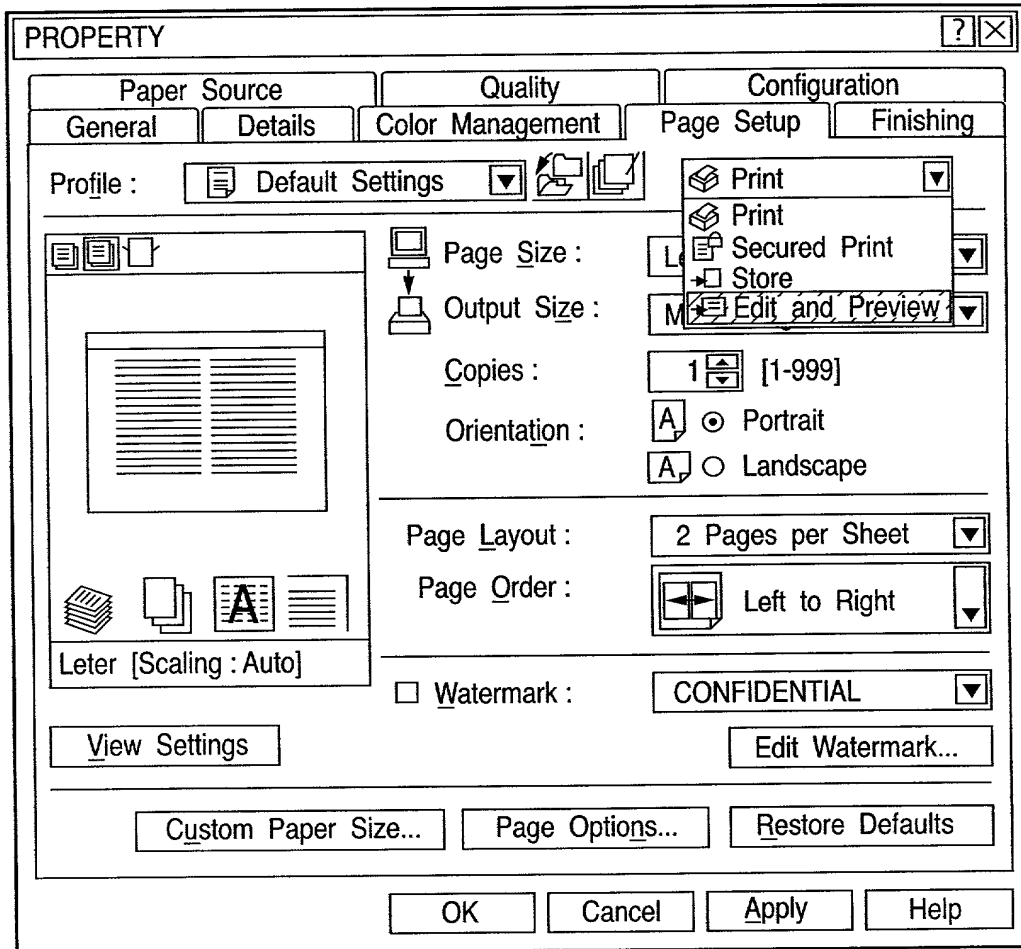 PROPERTY ?
Paper Source Quality Configuration
General Details Color Management Page Setup Finishing
Profile : Default Settings Print
Print
Secured Print
Store
Edit and Preview
Page Size : Le
Output Size : M
Copies : 1 [1-999]
Orientation : A Portrait
A Landscape
Page Layout : 2 Pages per Sheet
Page Order : Left to Right
A
Leter [Scaling : Auto]
Watermark : CONFIDENTIAL
View Settings Edit Watermark...
Custom Paper Size... Page Options... Restore Defaults
OK Cancel Apply Help